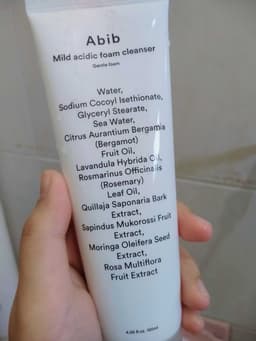 Abib
Mild acidic foam cleanser
Gentle foam
Water,
Sodium Cocoyl Isethionate,
Glyceryl Stearate,
Sea Water,
Citrus Aurantium Bergamia
(Bergamot)
Fruit Oil,
Lavandula Hybrida Oil,
Rosmarinus Officinalis
(Rosemary)
Leaf Oil,
Quillaja Saponaria Bark
Extract,
Sapindus Mukorossi Fruit
Extract,
Moringa Oleifera Seed
Extract,
Rosa Multiflora
Fruit Extract